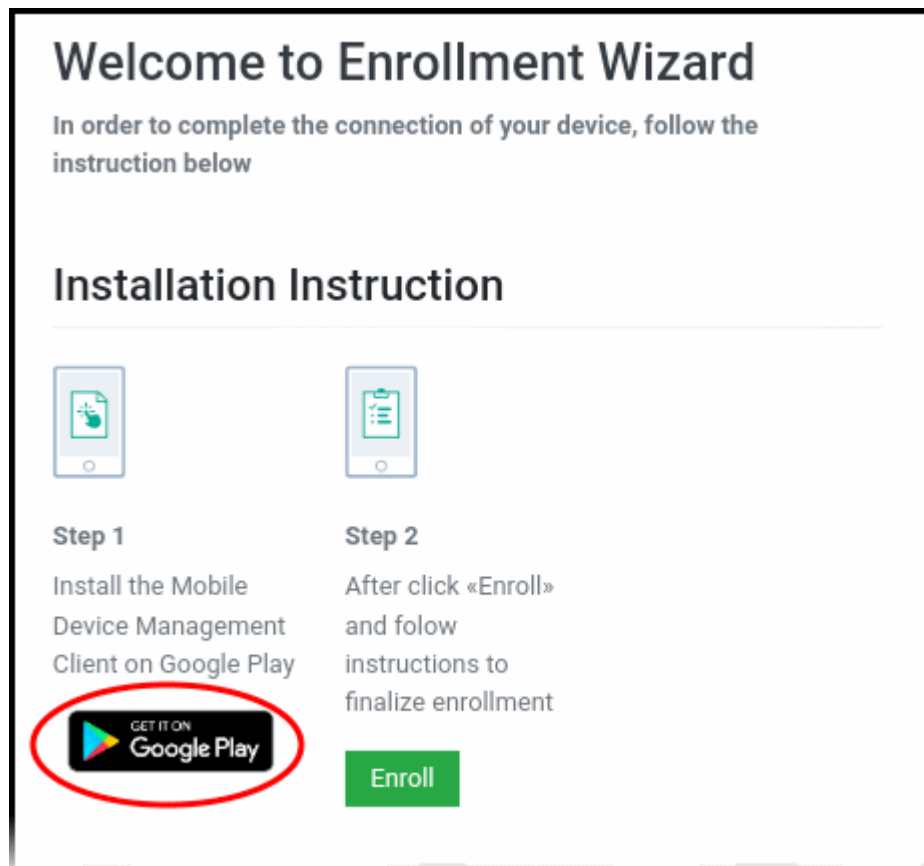 Welcome to Enrollment Wizard
In order to complete the connection of your device, follow the
instruction below
Installation Instruction
Step 1
Install the Mobile
Device Management
Client on Google Play
GET IT ON
Google Play
Step 2
After click «Enroll»
and folow
instructions to
finalize enrollment
Enroll